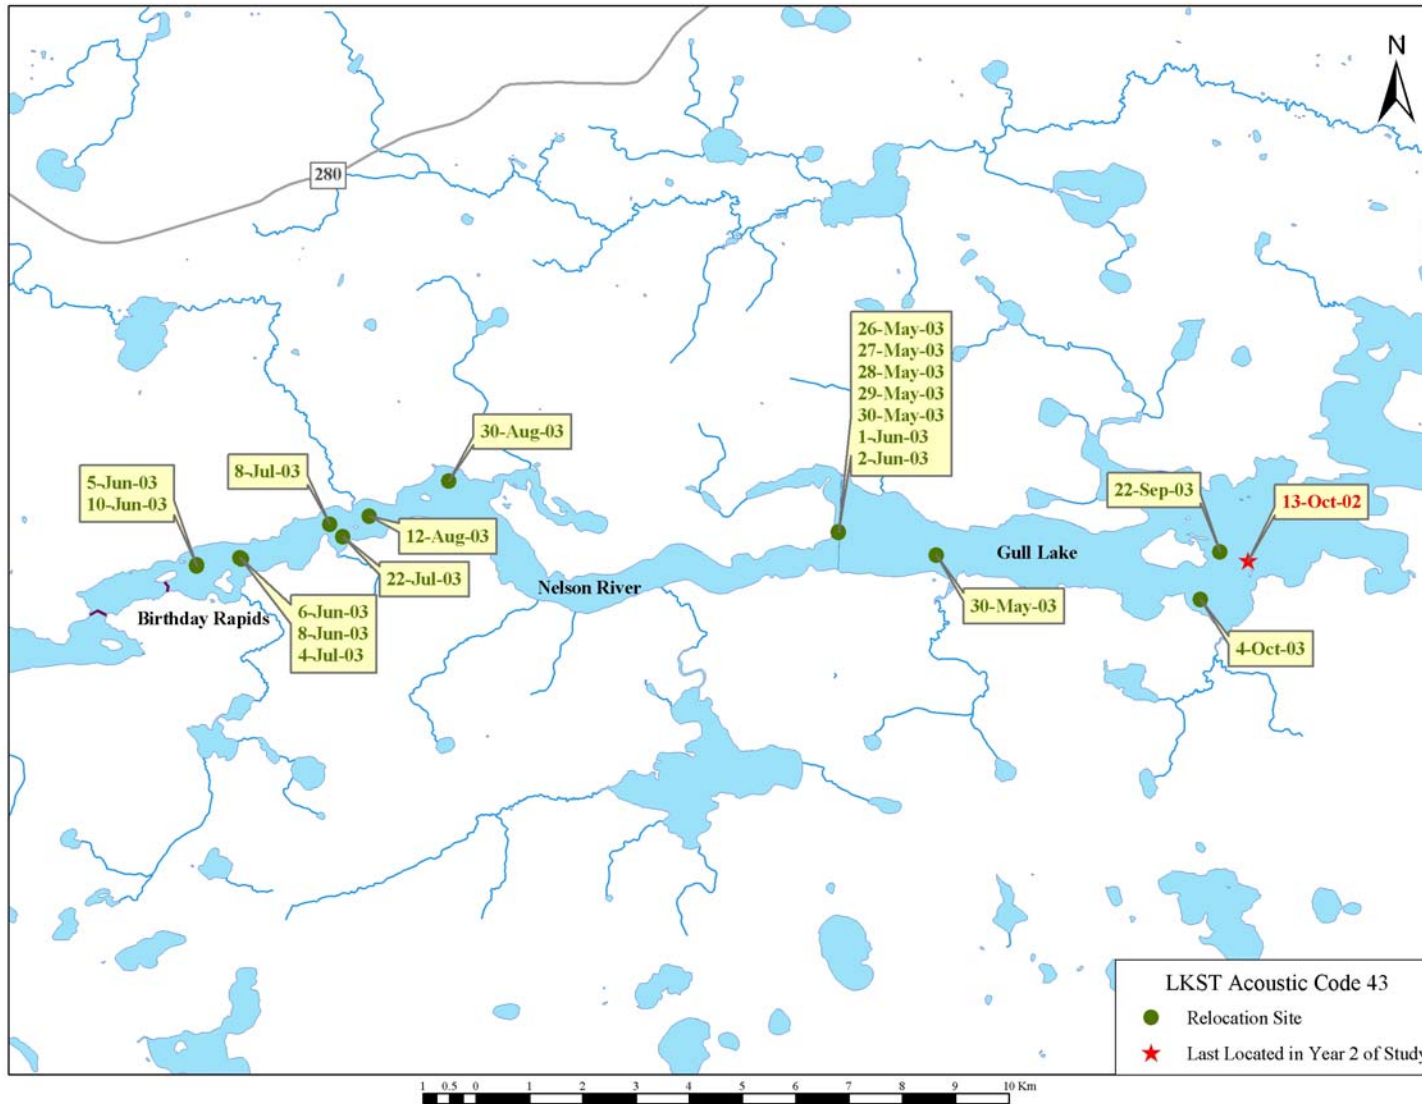 N
280
26-May-03
27-May-03
28-May-03
29-May-03
30-May-03
1-Jun-03
2-Jun-03
30-Aug-03
8-Jul-03
5-Jun-03
10-Jun-03
22-Sep-03
13-Oct-02
12-Aug-03
Gull Lake
22-Jul-03
Nelson River
30-May-03
Birthday Rapids
6-Jun-03
8-Jun-03
4-Jul-03
4-Oct-03
LKST Acoustic Code 43
Relocation Site
Last Located in Year 2 of Study
1 0.5 0 1 2 3 4 5 6 7 8 9 10 Km